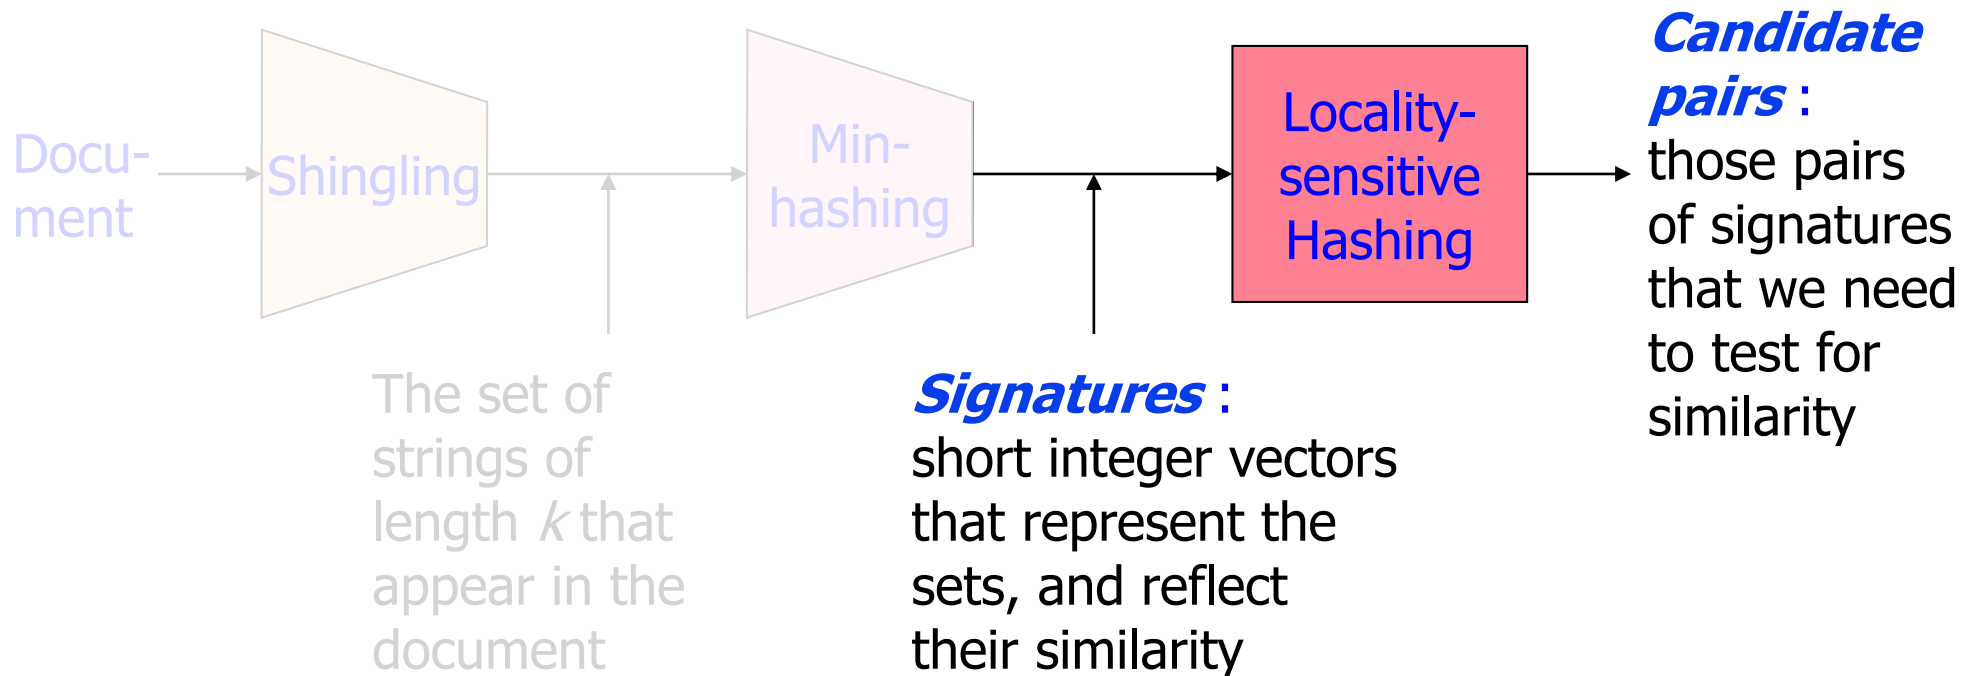 Docu-
ment
Shingling
The set of
strings of
length k that
appear in the
document
Min-
hashing
Signatures :
short integer vectors
that represent the
sets, and reflect
their similarity
Locality-
sensitive
Hashing
Candidate
pairs :
those pairs
of signatures
that we need
to test for
similarity